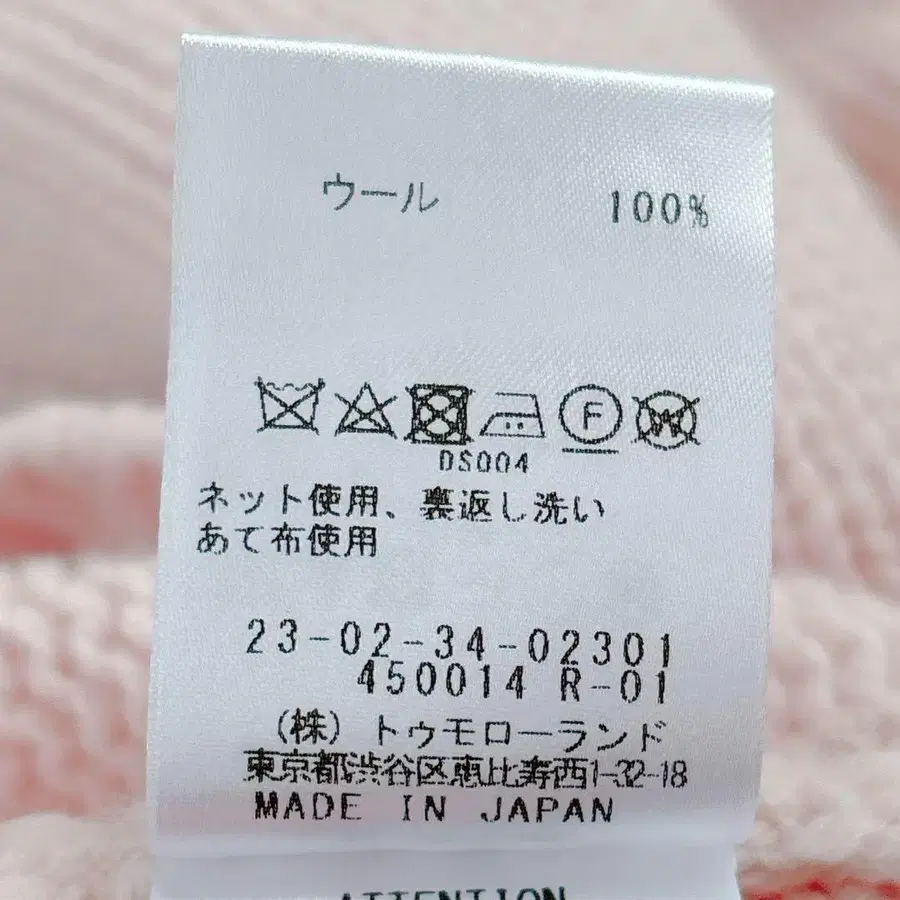 ウール 100%
F W
DS004
ネット使用、裏返し洗い
あて布使用
23-02-34-02301
450014 R-01
(株)トゥモローランド
東京都渋谷区恵比寿西1-32-18
MADE IN JAPAN
ATTENTION